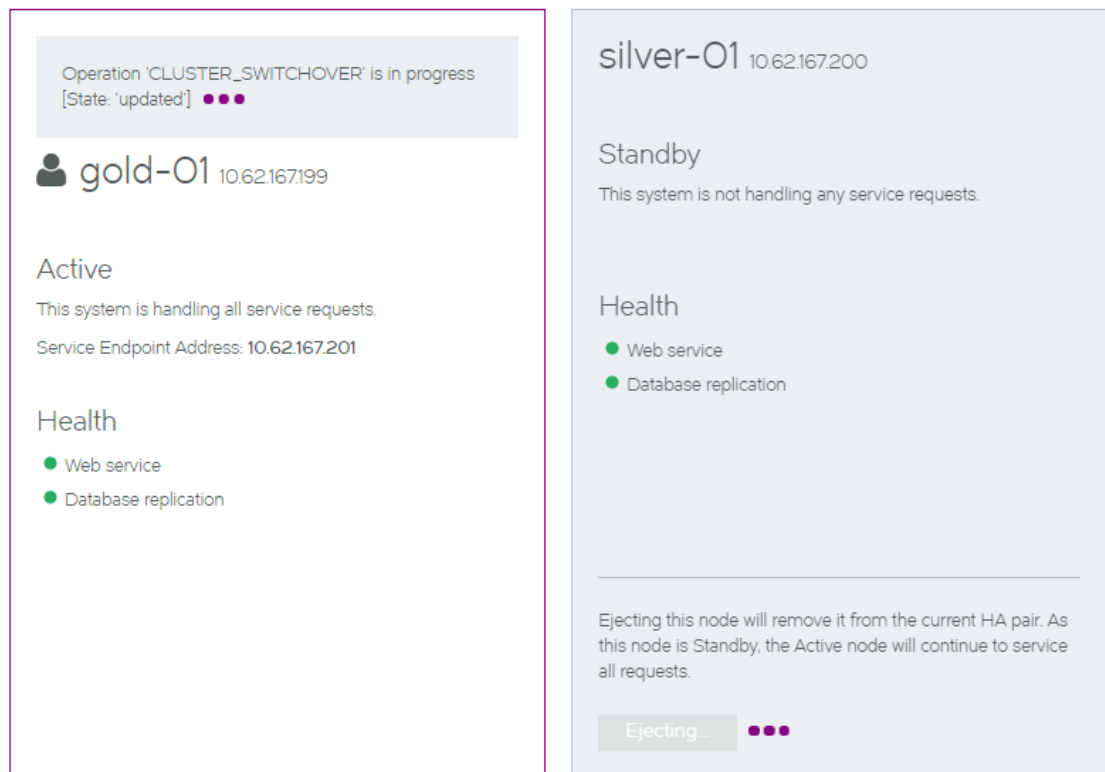 Operation 'CLUSTER_SWITCHOVER' is in progress
[State: 'updated']
gold-01 10.62.167.199
Active
This system is handling all service requests.
Service Endpoint Address: 10.62.167.201
Health
Web service
Database replication
silver-01 10.62.167.200
Standby
This system is not handling any service requests.
Health
Web service
Database replication
Ejecting this node will remove it from the current HA pair. As
this node is Standby, the Active node will continue to service
all requests.
Ejecting...